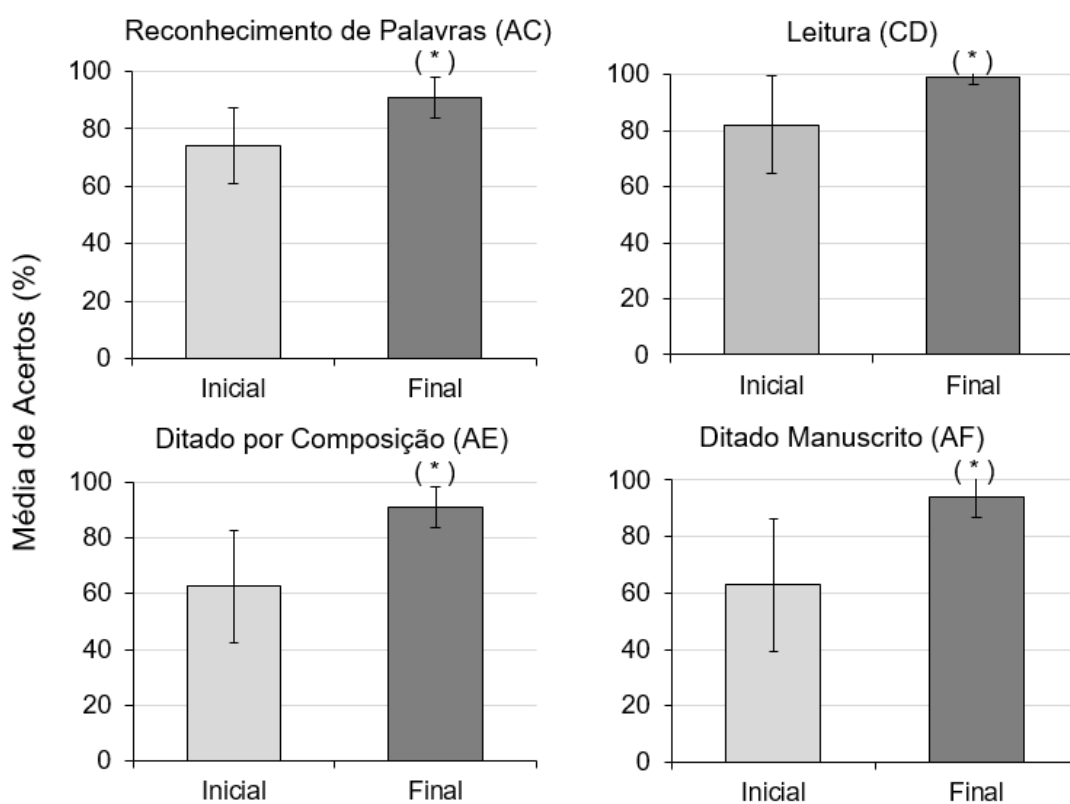 Reconhecimento de Palavras (AC)
( * )
100
80
60
40
20
0
Inicial Final
Leitura (CD)
( * )
100
80
60
40
20
0
Inicial Final
Média de Acertos (%)
Ditado por Composição (AE)
( * )
100
80
60
40
20
0
Inicial Final
Ditado Manuscrito (AF)
( * )
100
80
60
40
20
0
Inicial Final